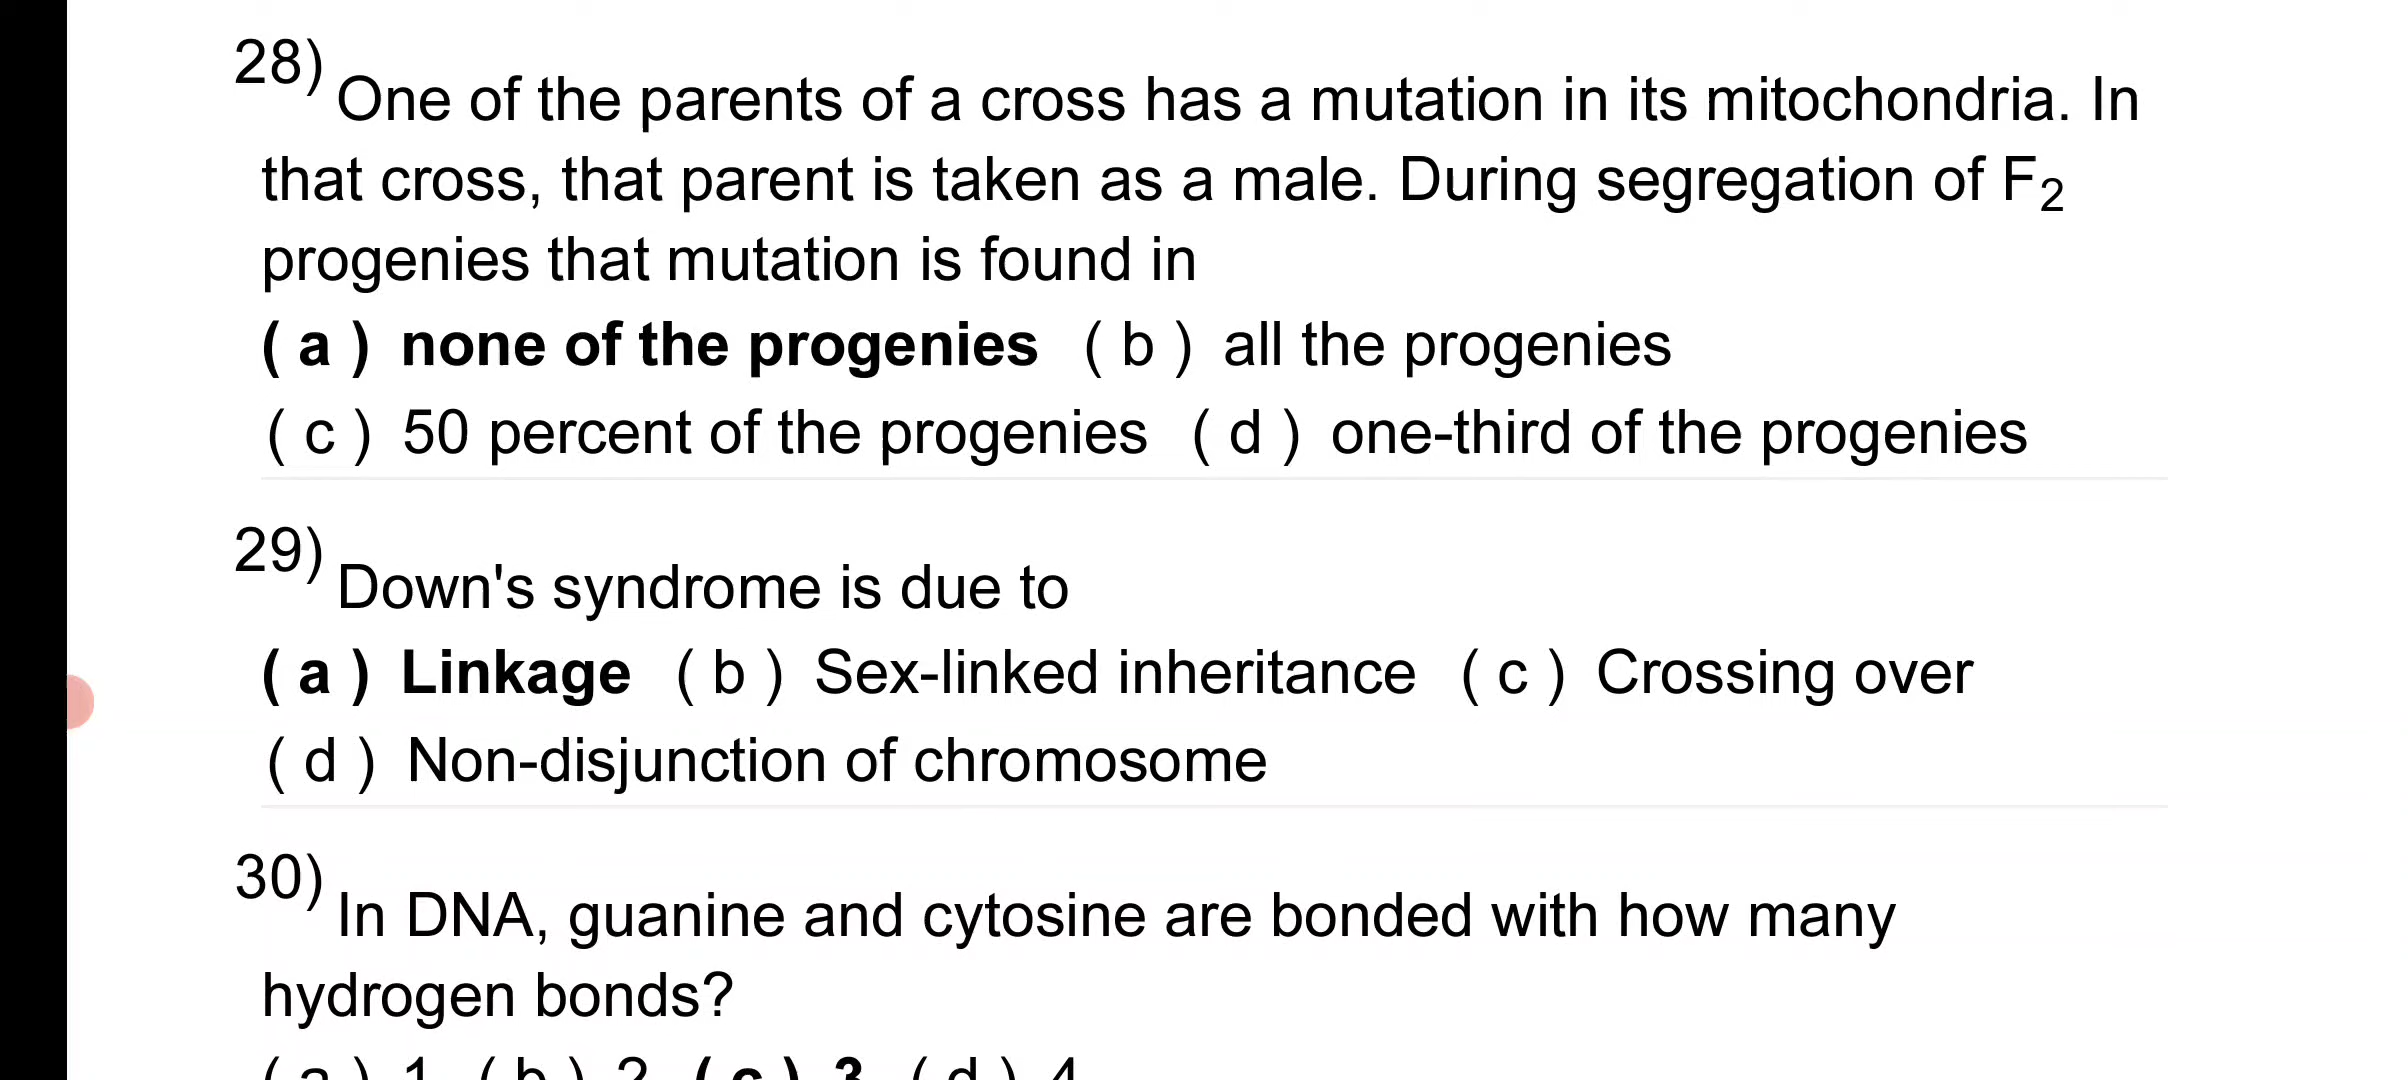 28)
One of the parents of a cross has a mutation in its mitochondria. In
that cross, that parent is taken as a male. During segregation of F2
progenies that mutation is found in
( a ) none of the progenies ( b ) all the progenies
( c ) 50 percent of the progenies ( d ) one-third of the progenies
29)
Down's syndrome is due to
( a ) Linkage ( b ) Sex-linked inheritance ( c ) Crossing over
( d ) Non-disjunction of chromosome
30)
In DNA, guanine and cytosine are bonded with how many
hydrogen bonds?
( a ) 1 ( b ) 2 ( c ) 3 ( d ) 4